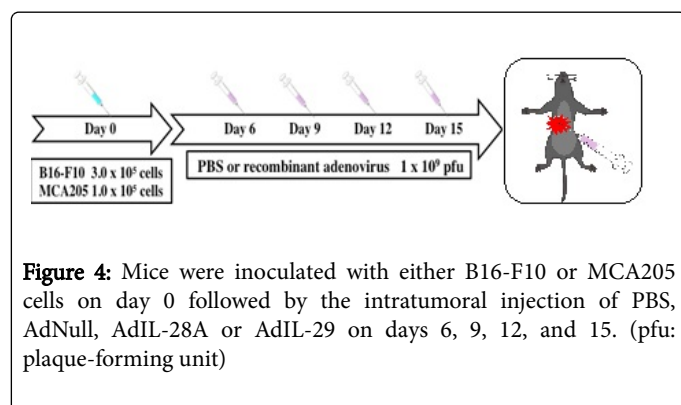 Day 0
Day 6 Day 9 Day 12 Day 15
B16-F10 3.0 x 10⁵ cells
MCA205 1.0 x 10⁵ cells
PBS or recombinant adenovirus 1 x 10⁹ pfu
Figure 4: Mice were inoculated with either B16-F10 or MCA205
cells on day 0 followed by the intratumoral injection of PBS,
AdNull, AdIL-28A or AdIL-29 on days 6, 9, 12, and 15. (pfu:
plaque-forming unit)